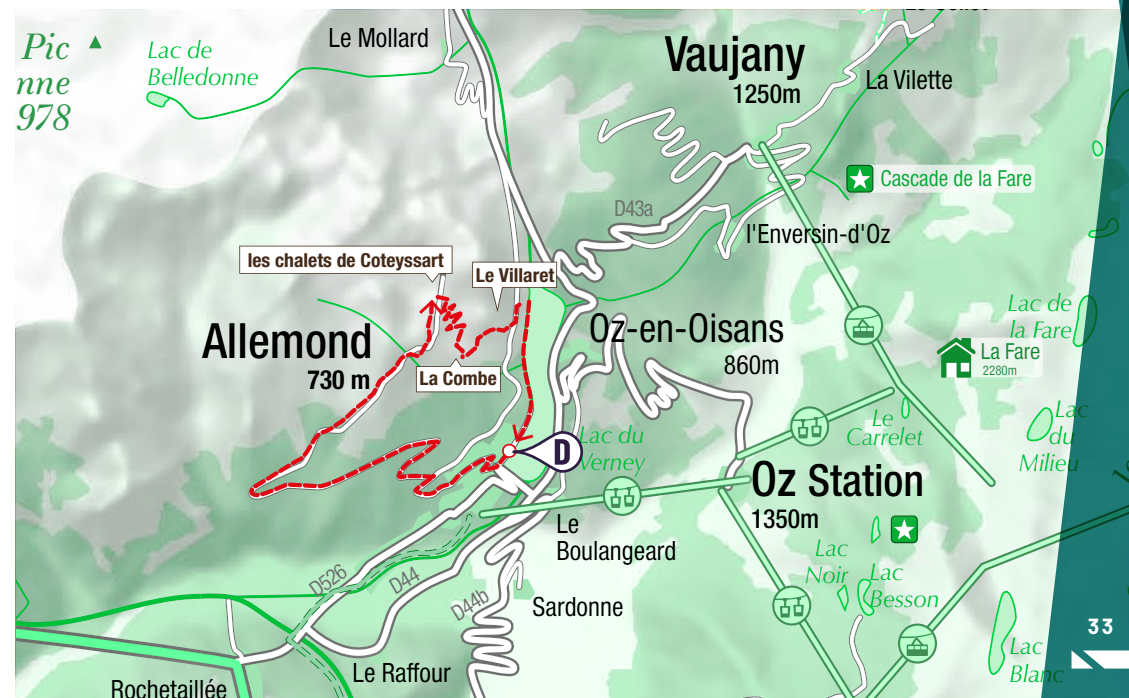 Pic
nne
978
Lac de
Belledonne
Le Mollard
Vaujany
1250m
La Vilette
Cascade de la Fare
D43a
l'Enversin-d'Oz
les chalets de Coteyssart
Le Villaret
Allemond
730 m
La Combe
Oz-en-Oisans
860m
Lac de
la Fare
La Fare
2280m
Le
Carrelet
Lac
du
Milieu
D
Lac du
Verney
Oz Station
1350m
Le
Boulangeard
Lac
Noir
Lac
Besson
D526
D44
D44b
Sardonne
33
Lac
Blanc
Le Raffour
Rochetaillée